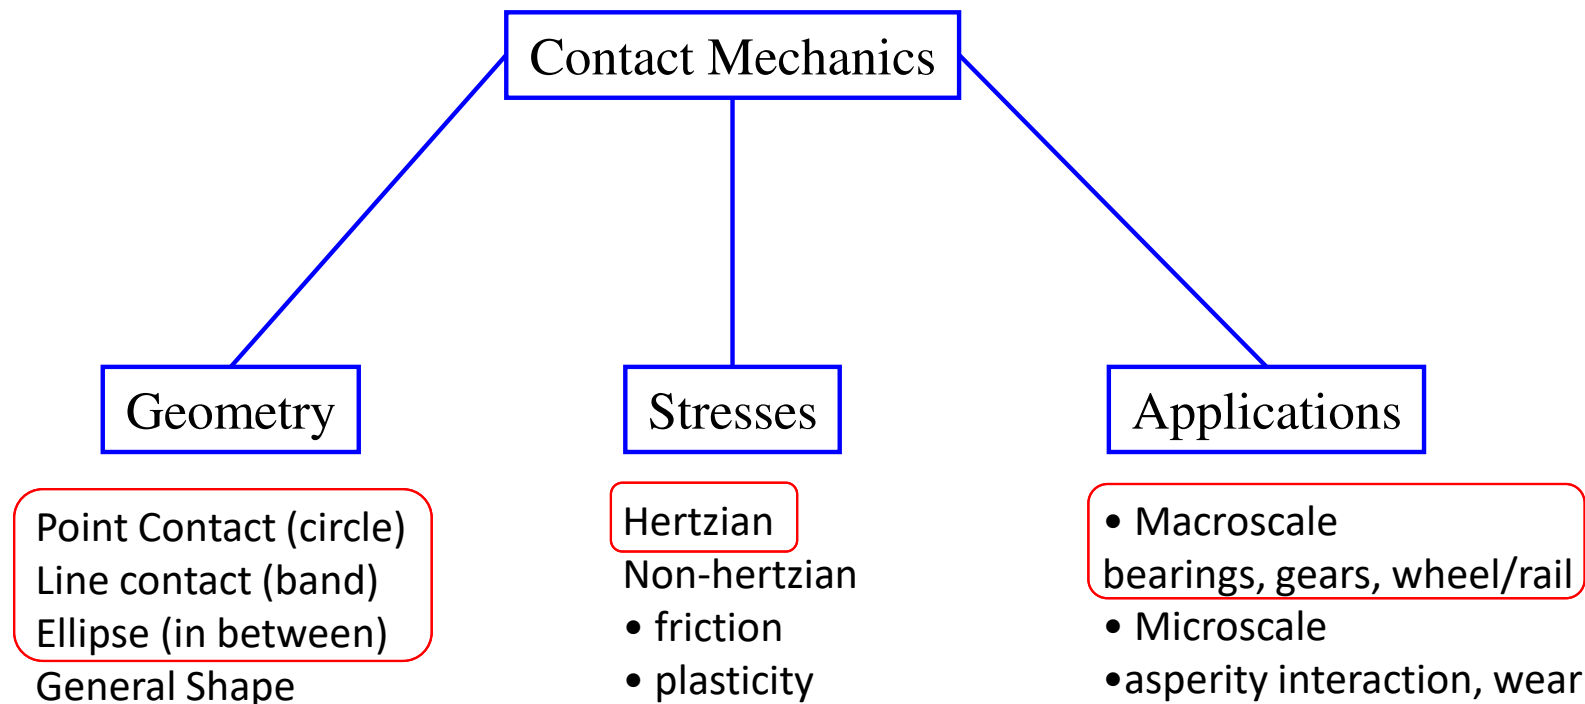 Contact Mechanics
Geometry
Point Contact (circle)
Line contact (band)
Ellipse (in between)
General Shape
Stresses
Hertzian
Non-hertzian
• friction
• plasticity
Applications
• Macroscale
bearings, gears, wheel/rail
• Microscale
•asperity interaction, wear